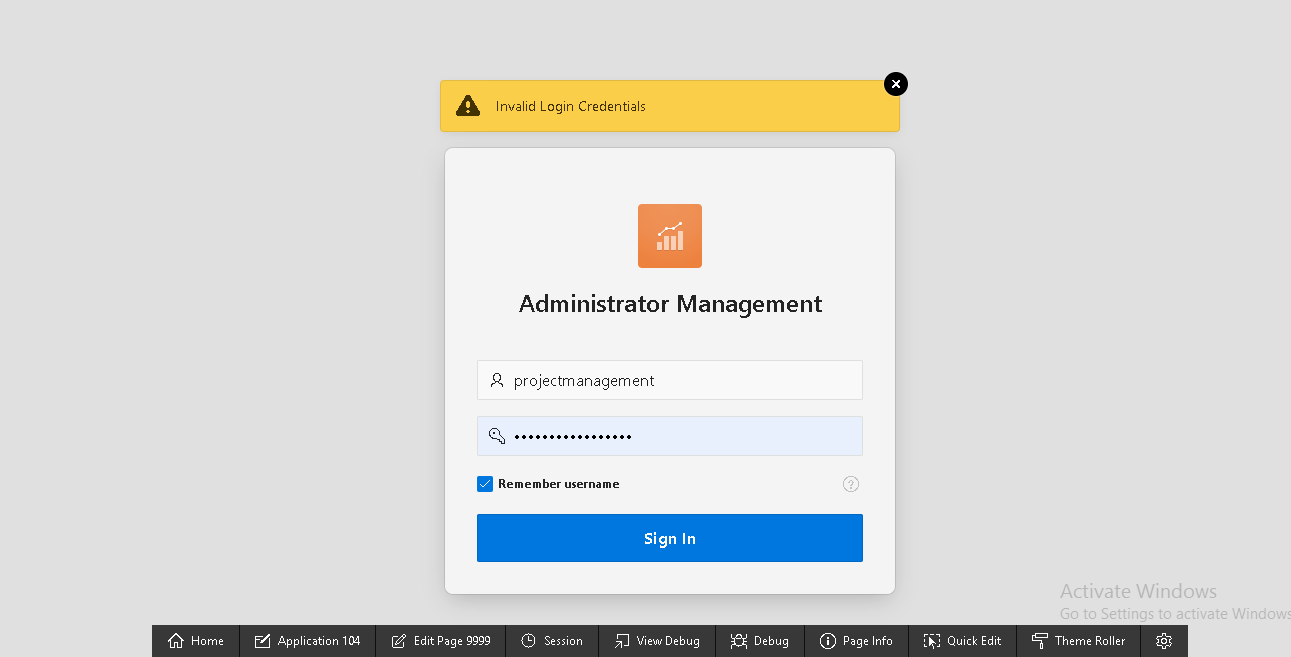 Invalid Login Credentials
Administrator Management
projectmanagement
•••••••••••••••••
Remember username
?
Sign In
Activate Windows
Go to Settings to activate Windows
Home Application 104 Edit Page 9999 Session View Debug Debug Page Info Quick Edit Theme Roller